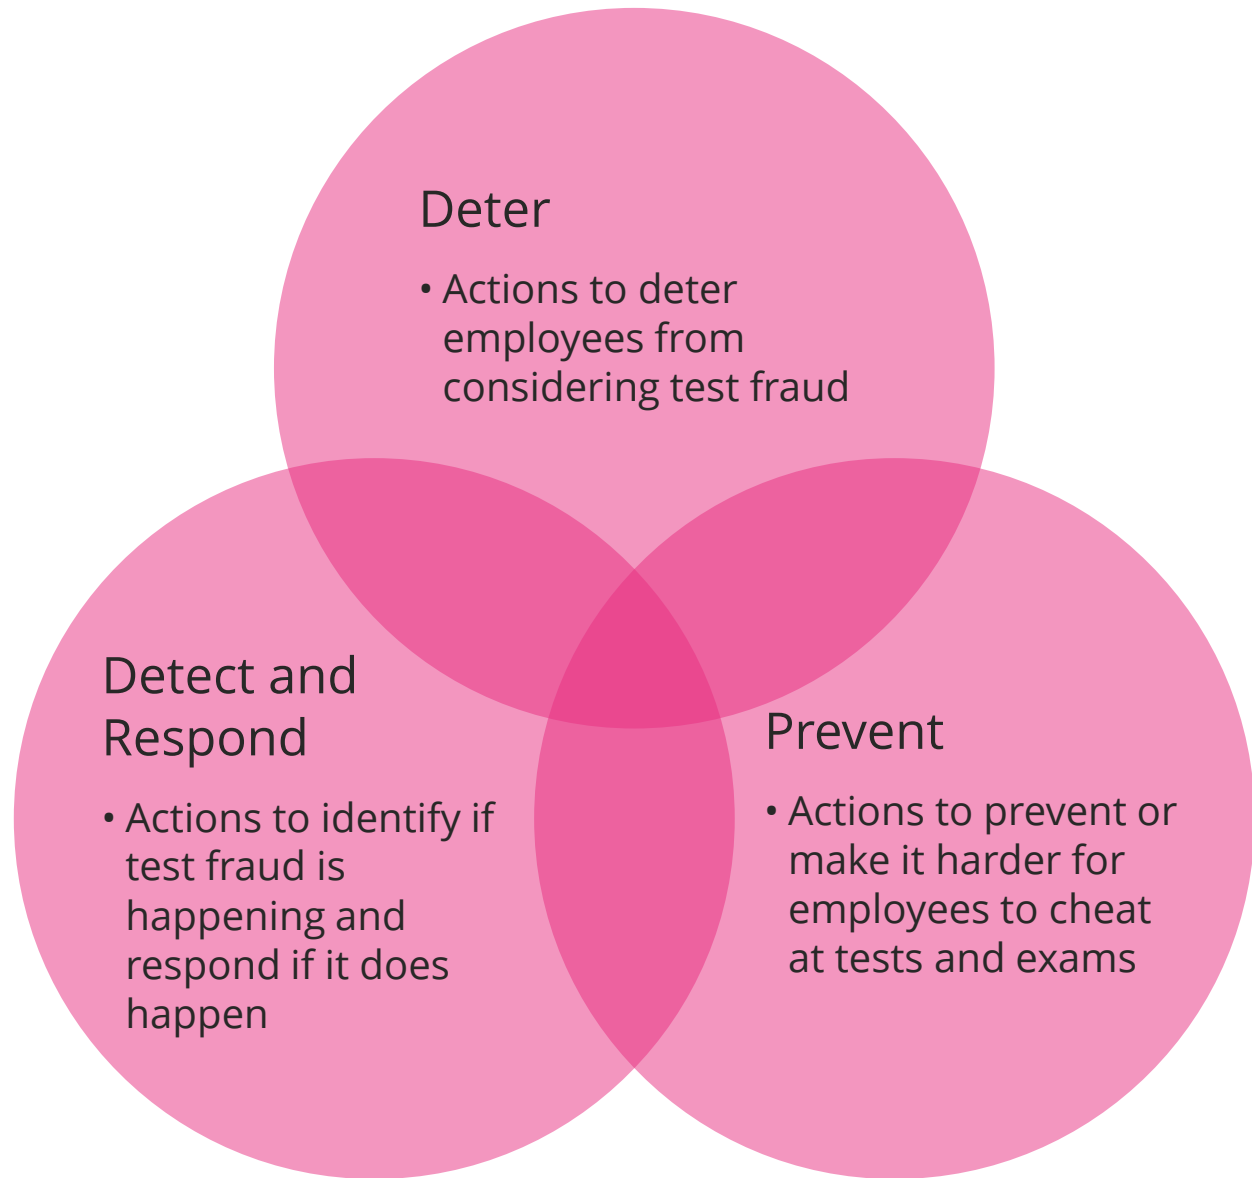 Deter
• Actions to deter
employees from
considering test fraud
Detect and
Respond
• Actions to identify if
test fraud is
happening and
respond if it does
happen
Prevent
• Actions to prevent or
make it harder for
employees to cheat
at tests and exams